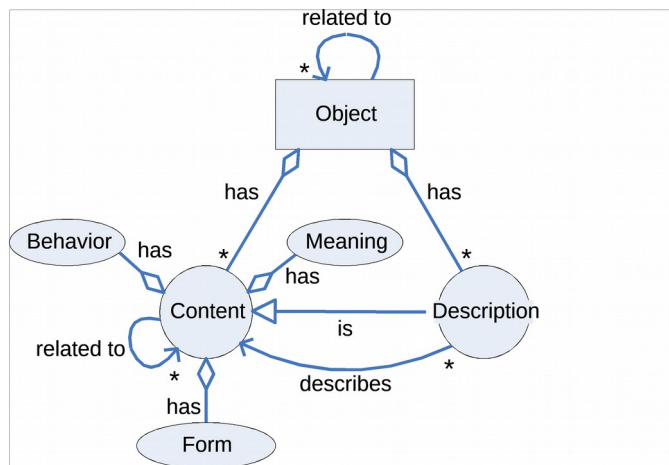 related to
*
Object
has
has
*
*
Behavior
has
Meaning
has
Content
Description
is
related to
*
describes
*
has
Form